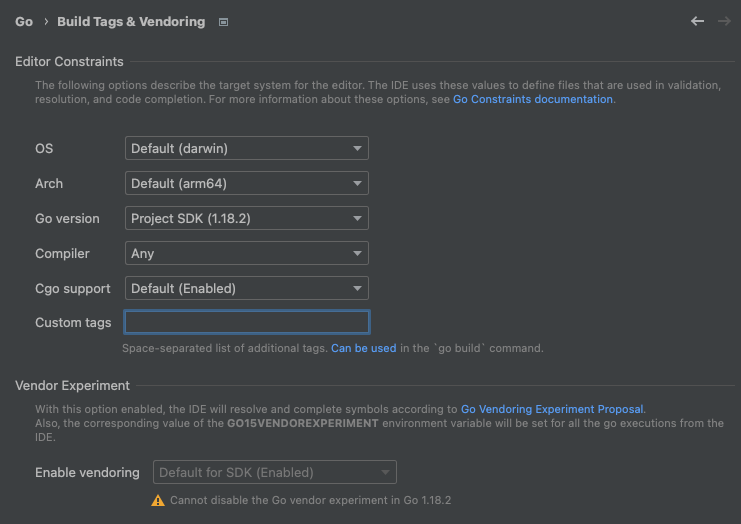 Go › Build Tags & Vendoring
Editor Constraints
The following options describe the target system for the editor. The IDE uses these values to define files that are used in validation,
resolution, and code completion. For more information about these options, see Go Constraints documentation.
OS Default (darwin)
Arch Default (arm64)
Go version Project SDK (1.18.2)
Compiler Any
Cgo support Default (Enabled)
Custom tags
Space-separated list of additional tags. Can be used in the `go build` command.
Vendor Experiment
With this option enabled, the IDE will resolve and complete symbols according to Go Vendoring Experiment Proposal.
Also, the corresponding value of the GO15VENDOREXPERIMENT environment variable will be set for all the go executions from the
IDE.
Enable vendoring Default for SDK (Enabled)
Cannot disable the Go vendor experiment in Go 1.18.2